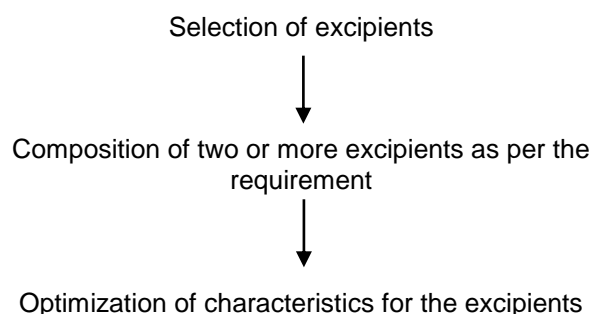 Selection of excipients
Composition of two or more excipients as per the
requirement
Optimization of characteristics for the excipients